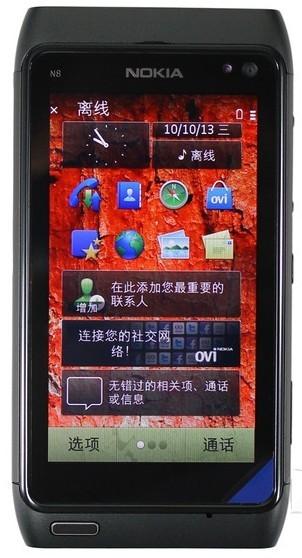 N8
NOKIA
离线
10/10/13 三
离线
ovi
增加
在此添加您最重要的
联系人
连接您的社交网
络!
ovi NOKIA
无错过的相关项、通话
或信息
选项
通话